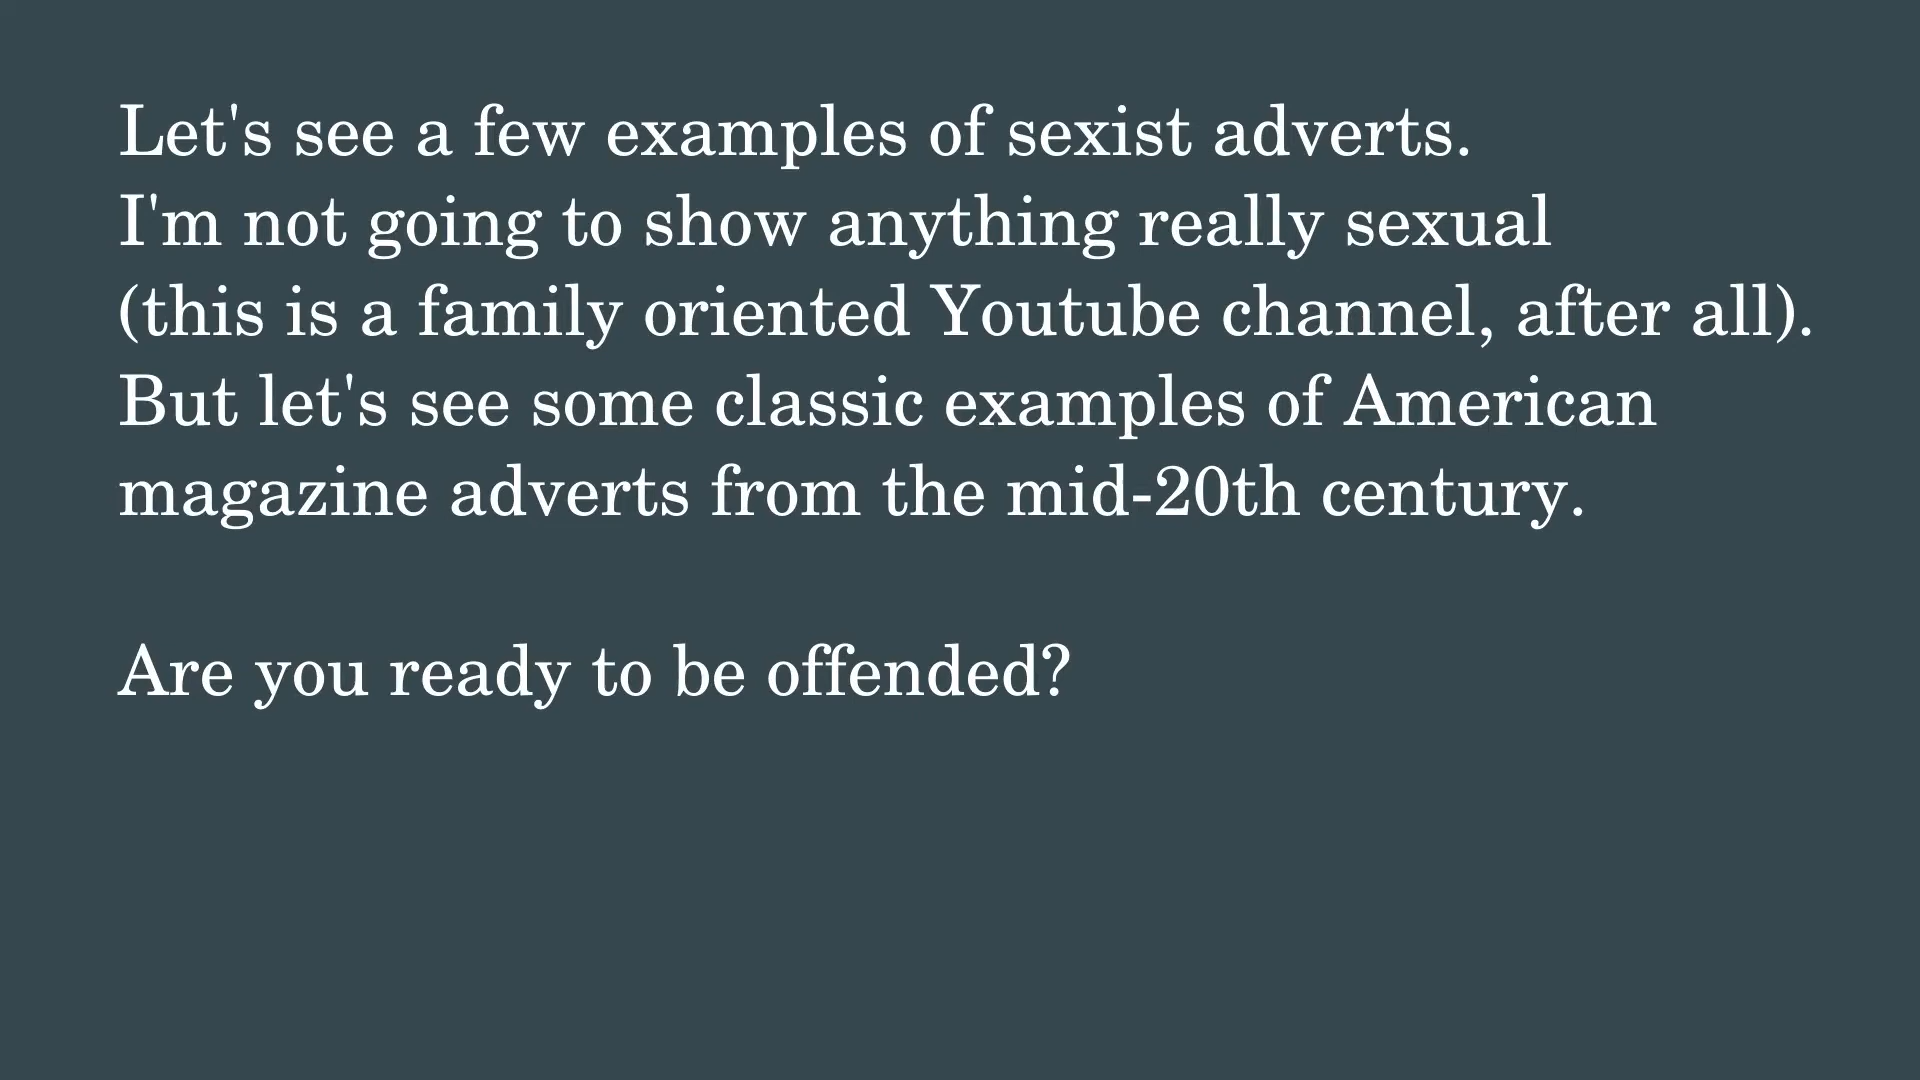 Let's see a few examples of sexist adverts.
I'm not going to show anything really sexual
(this is a family oriented Youtube channel, after all).
But let's see some classic examples of American
magazine adverts from the mid-20th century.
Are you ready to be offended?